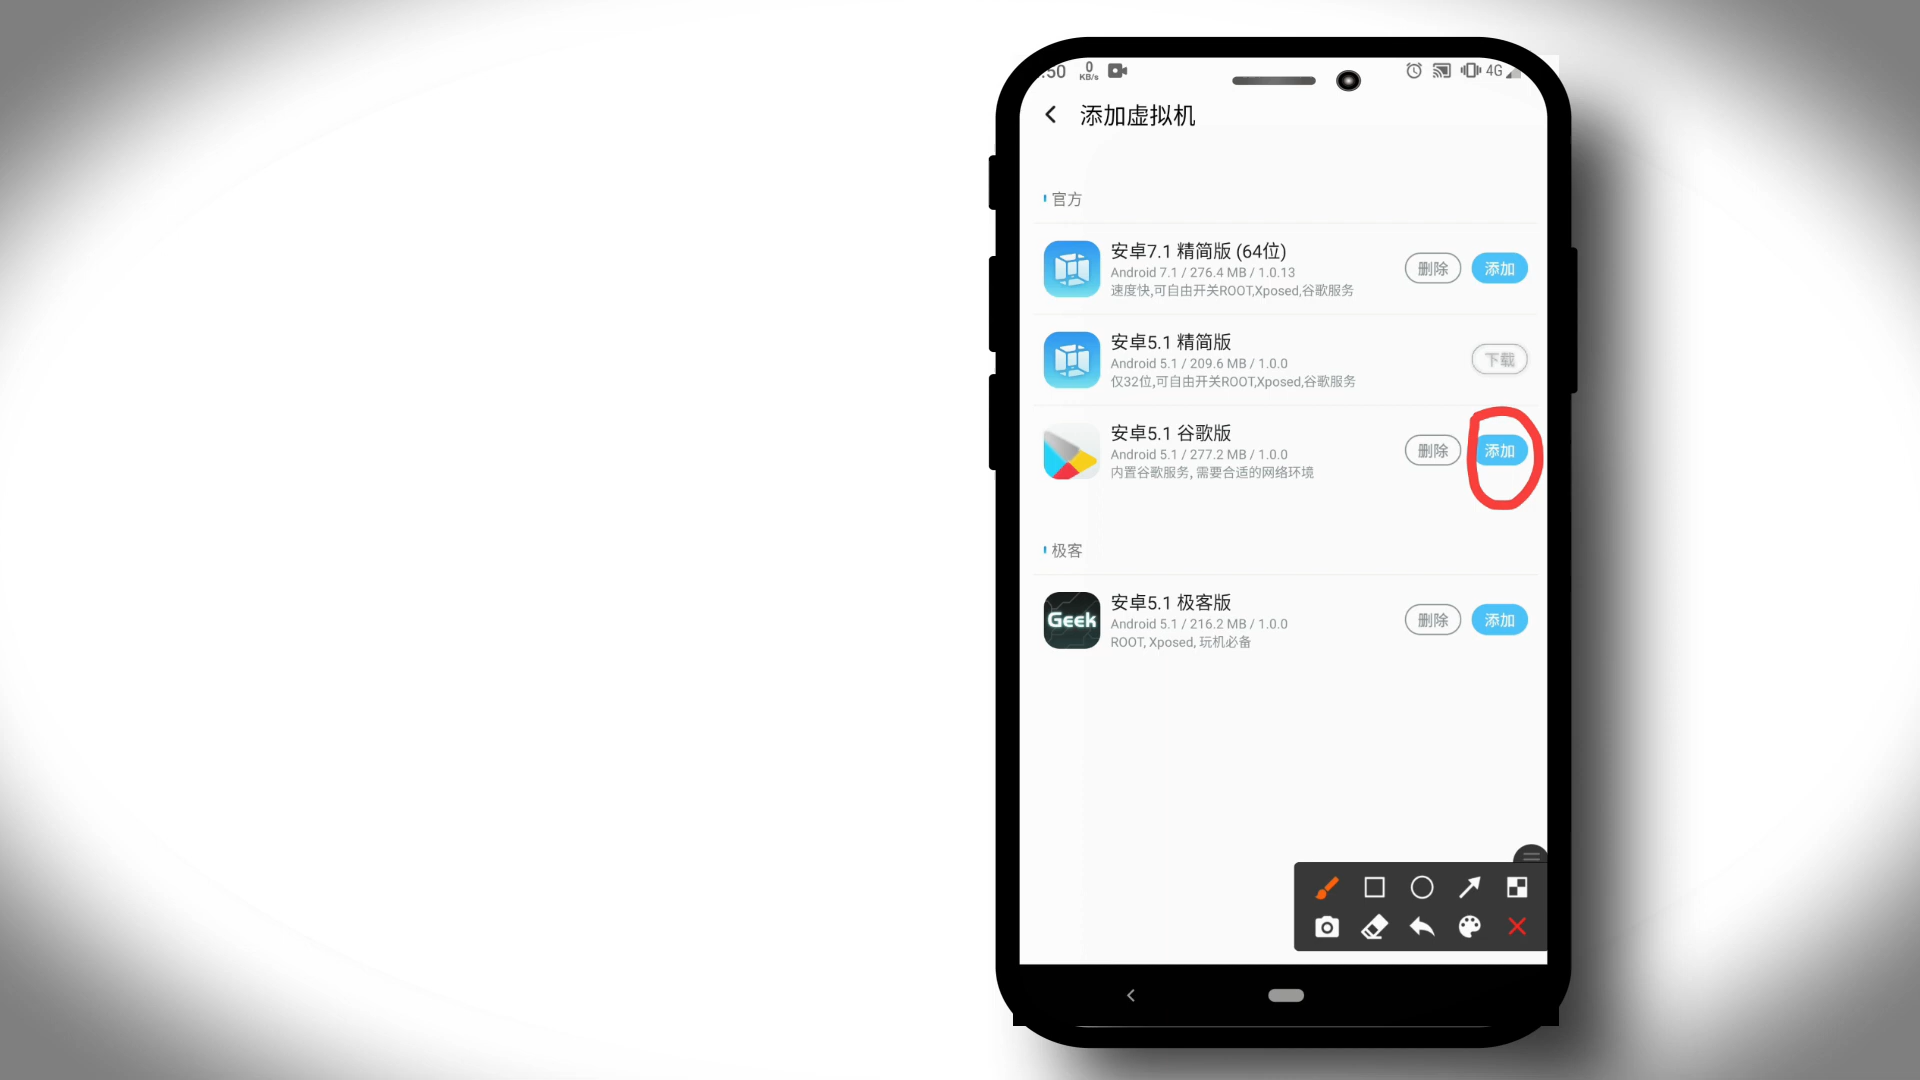 :50
0
KB/s
4G
添加虚拟机
官方
安卓7.1 精简版 (64位)
Android 7.1 / 276.4 MB / 1.0.13
速度快,可自由开关ROOT,Xposed,谷歌服务
删除
添加
安卓5.1 精简版
Android 5.1 / 209.6 MB / 1.0.0
仅32位,可自由开关ROOT,Xposed,谷歌服务
下载
安卓5.1 谷歌版
Android 5.1 / 277.2 MB / 1.0.0
内置谷歌服务, 需要合适的网络环境
删除
添加
极客
Geek
安卓5.1 极客版
Android 5.1 / 216.2 MB / 1.0.0
ROOT, Xposed, 玩机必备
删除
添加